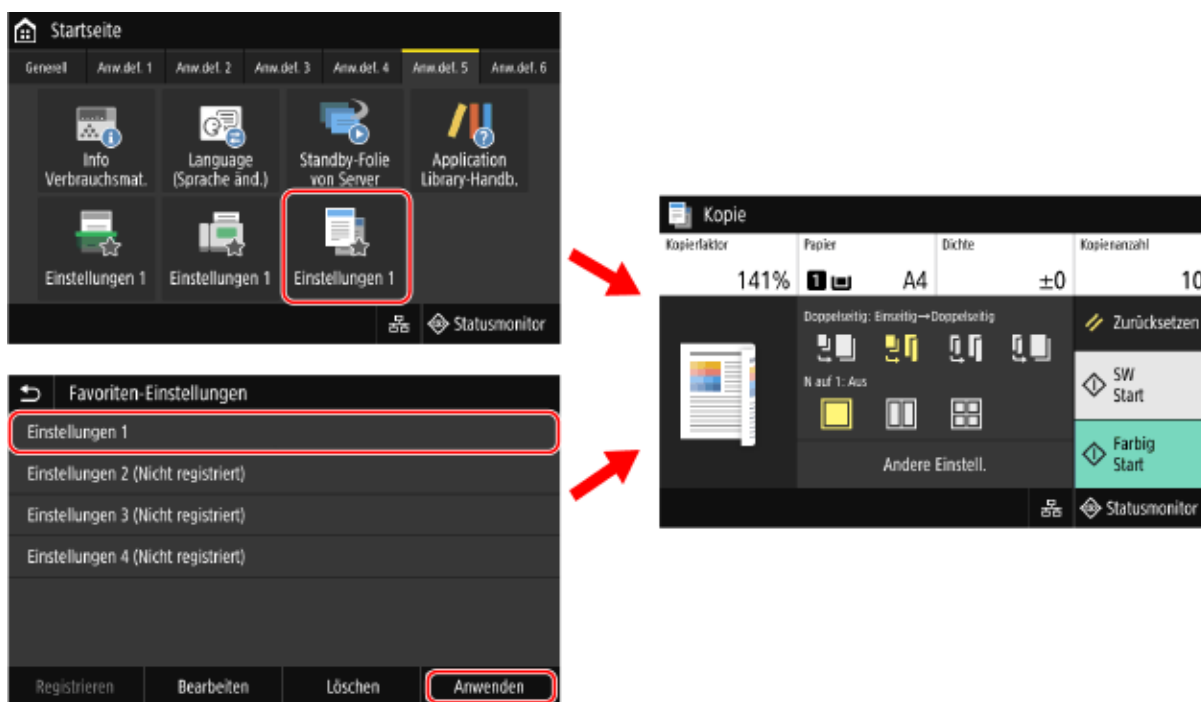 Startseite
Generell Anw.def. 1 Anw.def. 2 Anw.def. 3 Anw.def. 4 Anw.def. 5 Anw.def. 6
Info
Verbrauchsmat.
Language
(Sprache änd.)
Standby-Folie
von Server
Application
Library-Handb.
Einstellungen 1
Einstellungen 1
Einstellungen 1
Statusmonitor
Favoriten-Einstellungen
Einstellungen 1
Einstellungen 2 (Nicht registriert)
Einstellungen 3 (Nicht registriert)
Einstellungen 4 (Nicht registriert)
Registrieren Bearbeiten Löschen Anwenden
Kopie
Kopierfaktor Papier Dichte Kopienanzahl
141% 1 A4 ±0 10
Doppelseitig: Einseitig→Doppelseitig
Zurücksetzen
N auf 1: Aus
SW
Start
Farbig
Start
Andere Einstell.
Statusmonitor